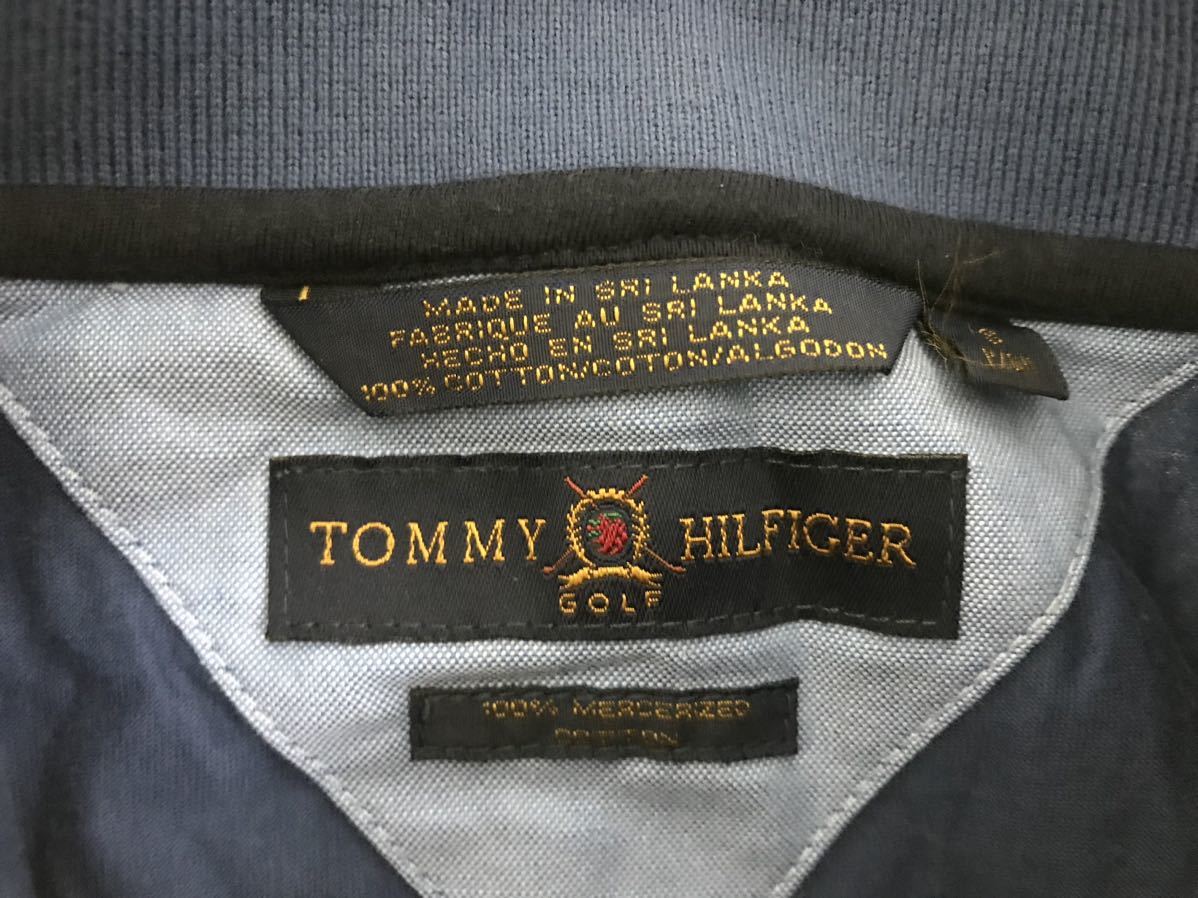 MADE IN SRI LANKA
FABRIQUE AU SRI LANKA
HECHO EN SRI LANKA
100% COTTON/COTON/ALGODON
TOMMY HILFIGER
GOLF
100% MERCERIZED
COTTON